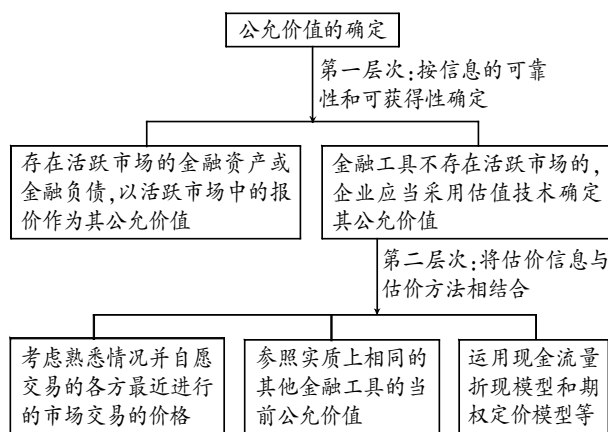 公允价值的确定
第一层次:按信息的可靠
性和可获得性确定
存在活跃市场的金融资产或
金融负债,以活跃市场中的报
价作为其公允价值
金融工具不存在活跃市场的,
企业应当采用估值技术确定
其公允价值
第二层次:将估价信息与
估价方法相结合
考虑熟悉情况并自愿
交易的各方最近进行
的市场交易的价格
参照实质上相同的
其他金融工具的当
前公允价值
运用现金流量
折现模型和期
权定价模型等